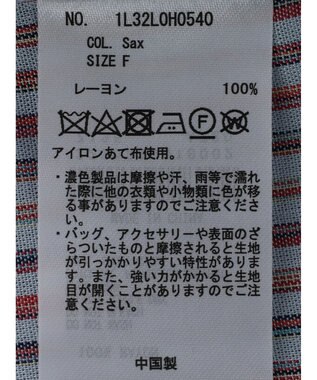 NO. 1L32L0H0540
COL. Sax
SIZE F
レーヨン 100%
アイロンあて布使用。
・濃色製品は摩擦や汗、雨等で濡れ
た際に他の衣類や小物類に色が移
る事がありますのでご注意くださ
い。
・バッグ、アクセサリーや表面のざ
らついたものと摩擦されると生地
が引っかかりやすい特性がありま
す。また、強い力がかかると生地
目が開くことがありますのでご注
意ください。
中国製